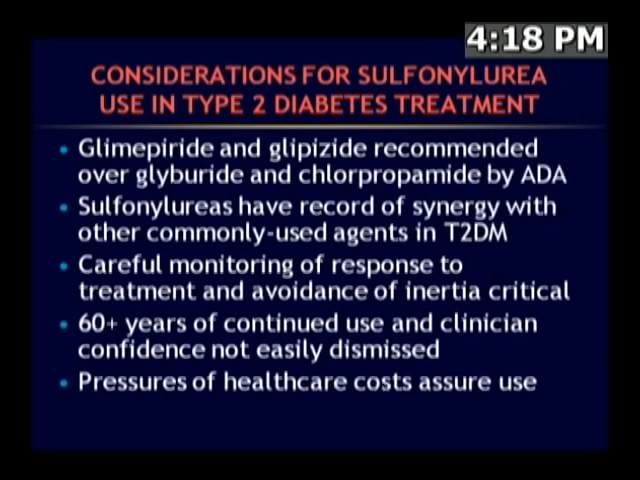 4:18 PM
CONSIDERATIONS FOR SULFONYLUREA
USE IN TYPE 2 DIABETES TREATMENT
• Glimepiride and glipizide recommended
over glyburide and chlorpropamide by ADA
• Sulfonylureas have record of synergy with
other commonly-used agents in T2DM
• Careful monitoring of response to
treatment and avoidance of inertia critical
• 60+ years of continued use and clinician
confidence not easily dismissed
• Pressures of healthcare costs assure use